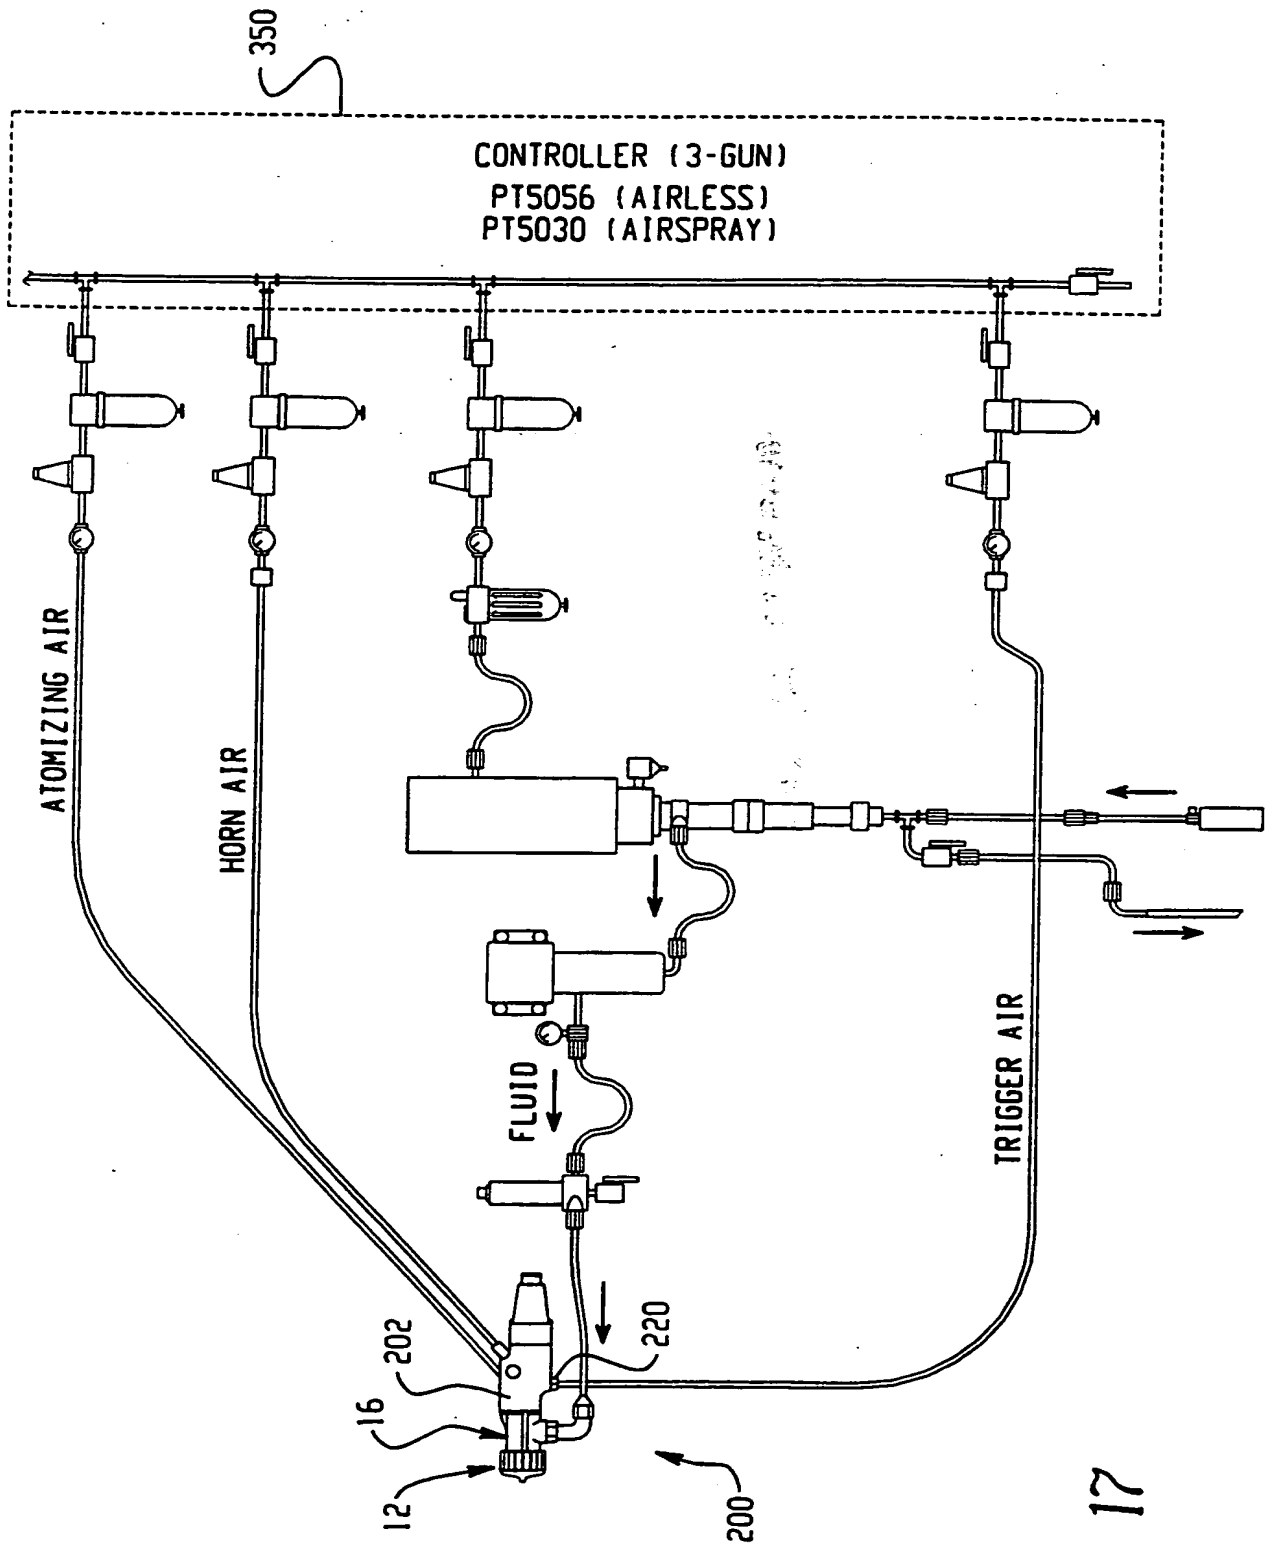 350
CONTROLLER (3-GUN)
PT5056 (AIRLESS)
PT5030 (AIRSPRAY)
ATOMIZING AIR
HORN AIR
FLUID
TRIGGER AIR
202
16
12
220
200
17